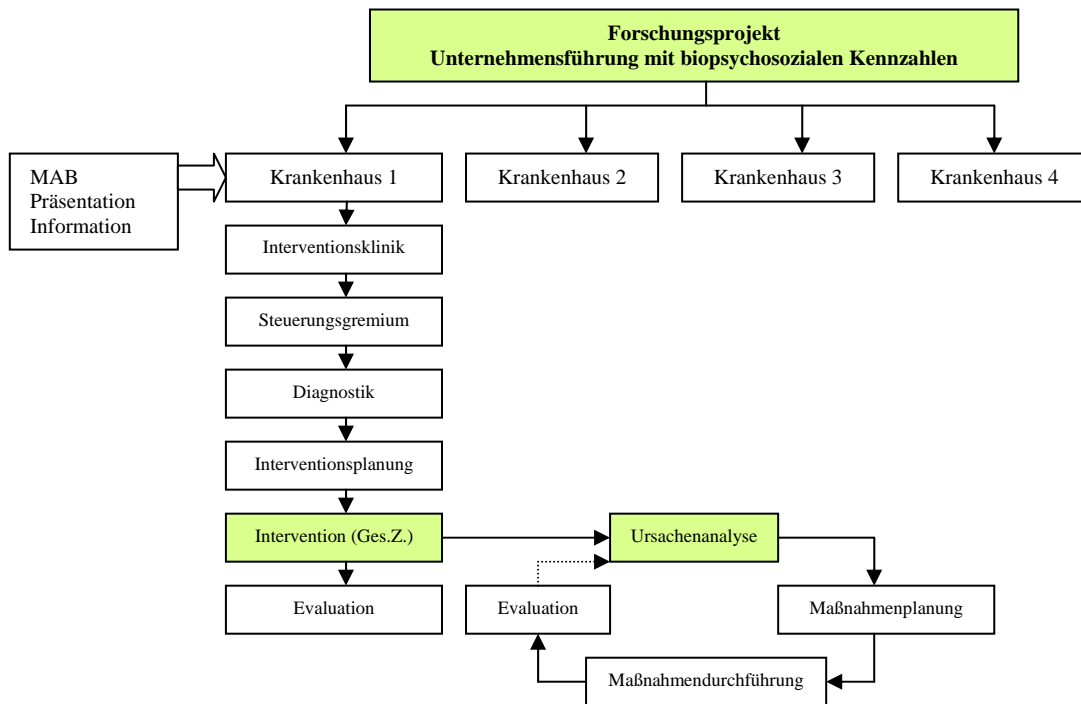 Forschungsprojekt
Unternehmensführung mit biopsychosozialen Kennzahlen
MAB
Präsentation
Information
Krankenhaus 1
Krankenhaus 2
Krankenhaus 3
Krankenhaus 4
Interventionsklinik
Steuerungsgremium
Diagnostik
Interventionsplanung
Intervention (Ges.Z.)
Ursachenanalyse
Evaluation
Evaluation
Maßnahmenplanung
Maßnahmendurchführung